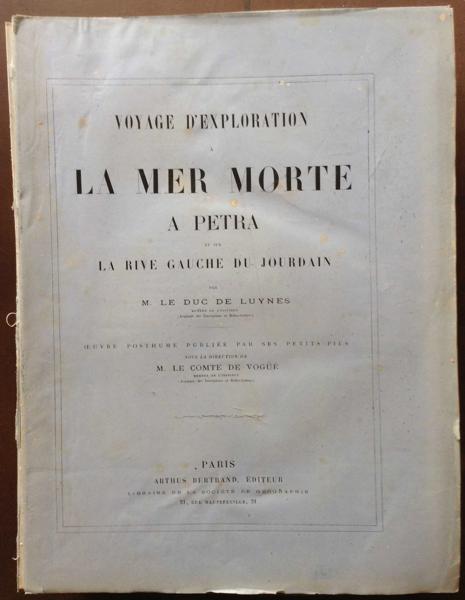 VOYAGE D'EXPLORATION
A
LA MER MORTE
A PETRA
ET SUR
LA RIVE GAUCHE DU JOURDAIN
PAR
M. LE DUC DE LUYNES
MEMBRE DE L'INSTITUT
(Académie des Inscriptions et Belles-Lettres)
ŒUVRE POSTHUME PUBLIÉE PAR SES PETITS-FILS
SOUS LA DIRECTION DE
M. LE COMTE DE VOGÜÉ
MEMBRE DE L'INSTITUT
(Académie des Inscriptions et Belles-Lettres)
PARIS
ARTHUS BERTRAND, ÉDITEUR
LIBRAIRE DE LA SOCIÉTÉ DE GÉOGRAPHIE
21, RUE HAUTEFEUILLE, 21